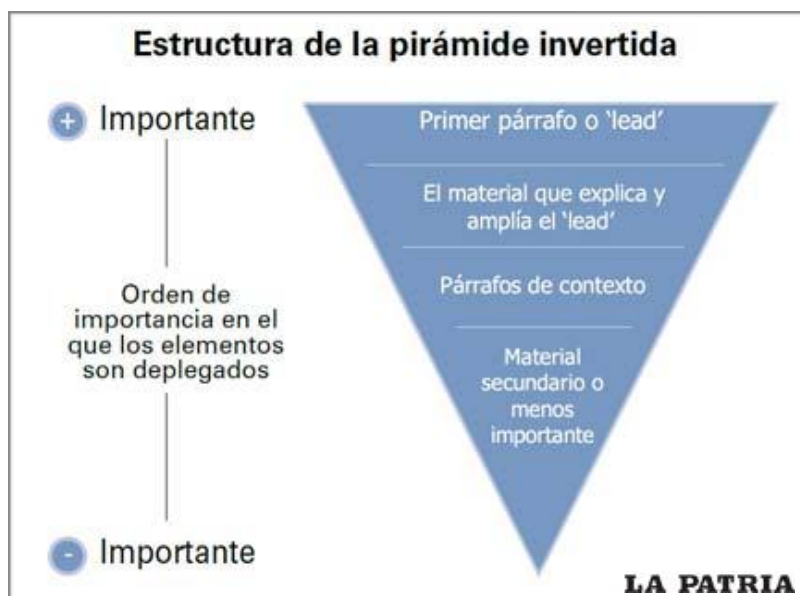 Estructura de la pirámide invertida
+ Importante
Orden de
importancia en el
que los elementos
son deplegados
- Importante
Primer párrafo o ‘lead’
El material que explica y
amplía el ‘lead’
Párrafos de contexto
Material
secundario o
menos
importante
LA PATRIA